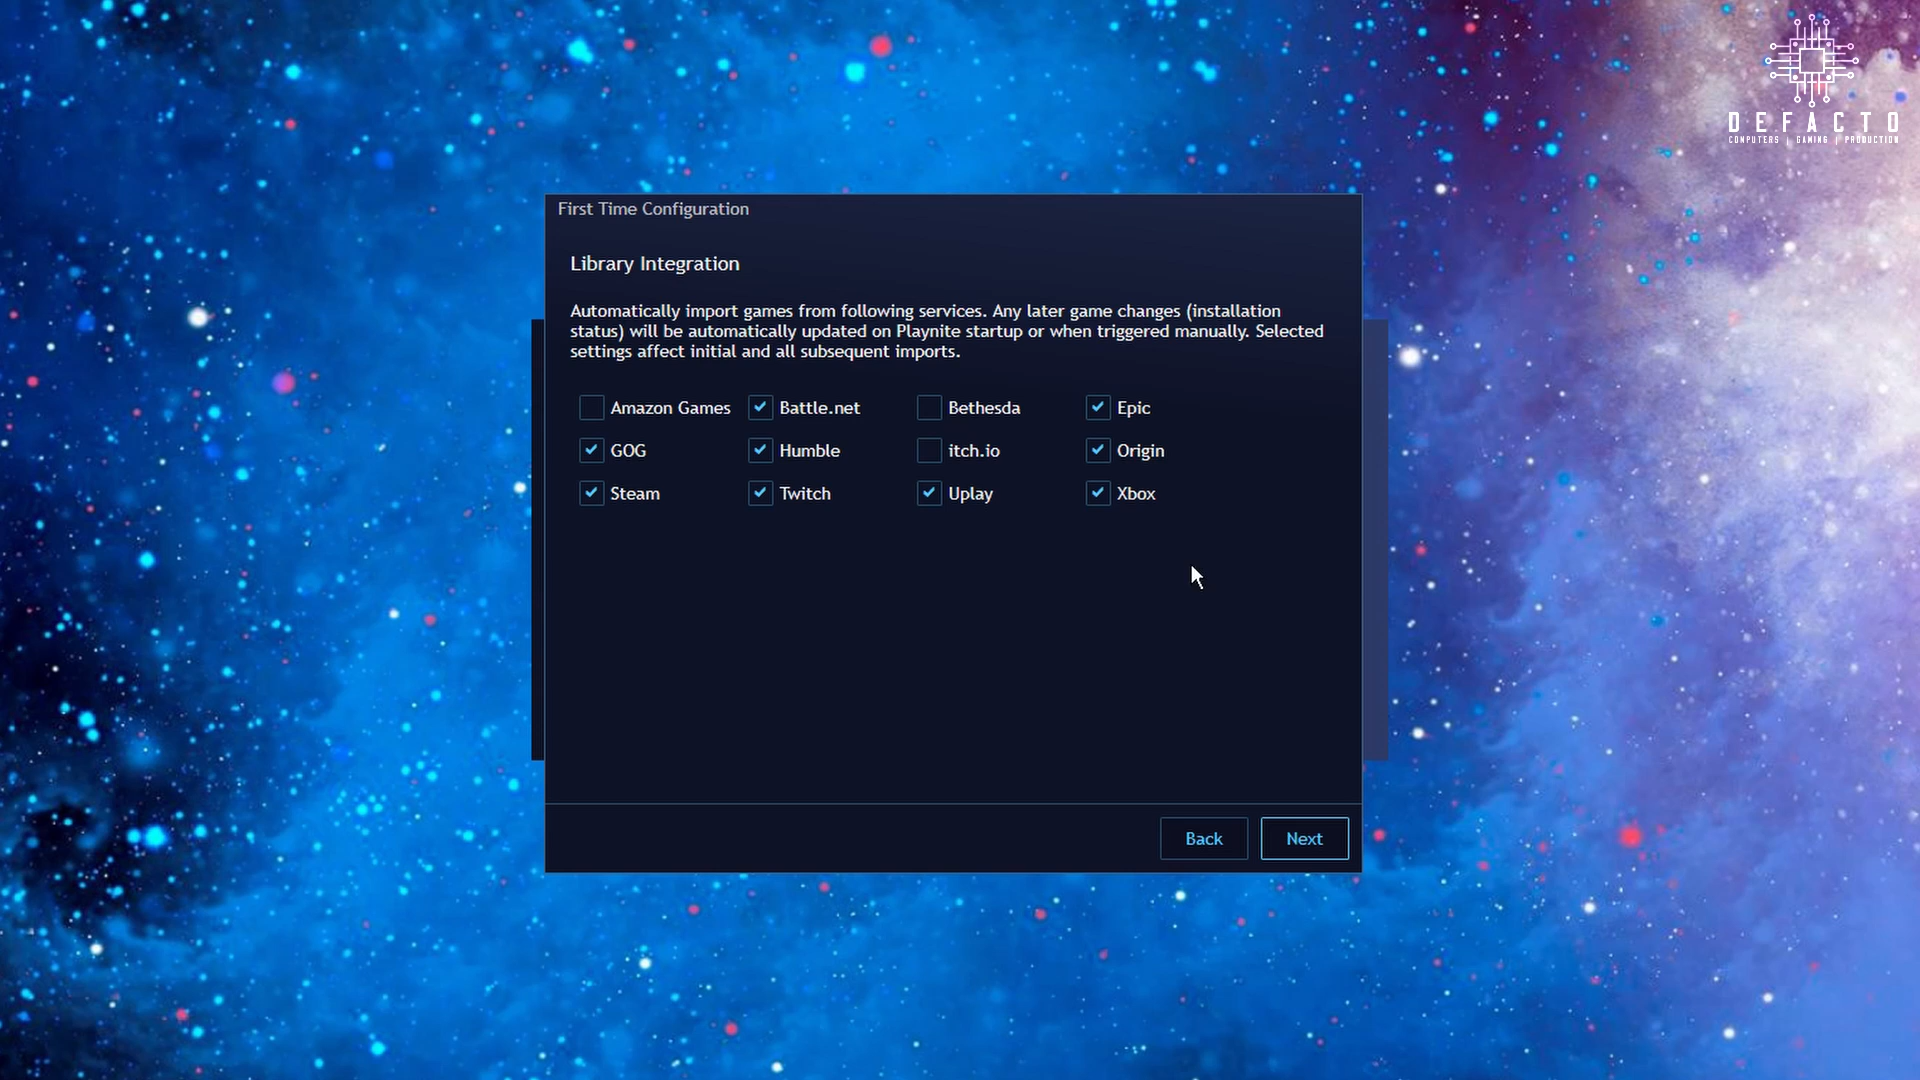 DEFACTO
COMPUTERS | GAMING | PRODUCTION
First Time Configuration
Library Integration
Automatically import games from following services. Any later game changes (installation
status) will be automatically updated on Playnite startup or when triggered manually. Selected
settings affect initial and all subsequent imports.
Amazon Games Battle.net Bethesda Epic
GOG Humble itch.io Origin
Steam Twitch Uplay Xbox
Back Next